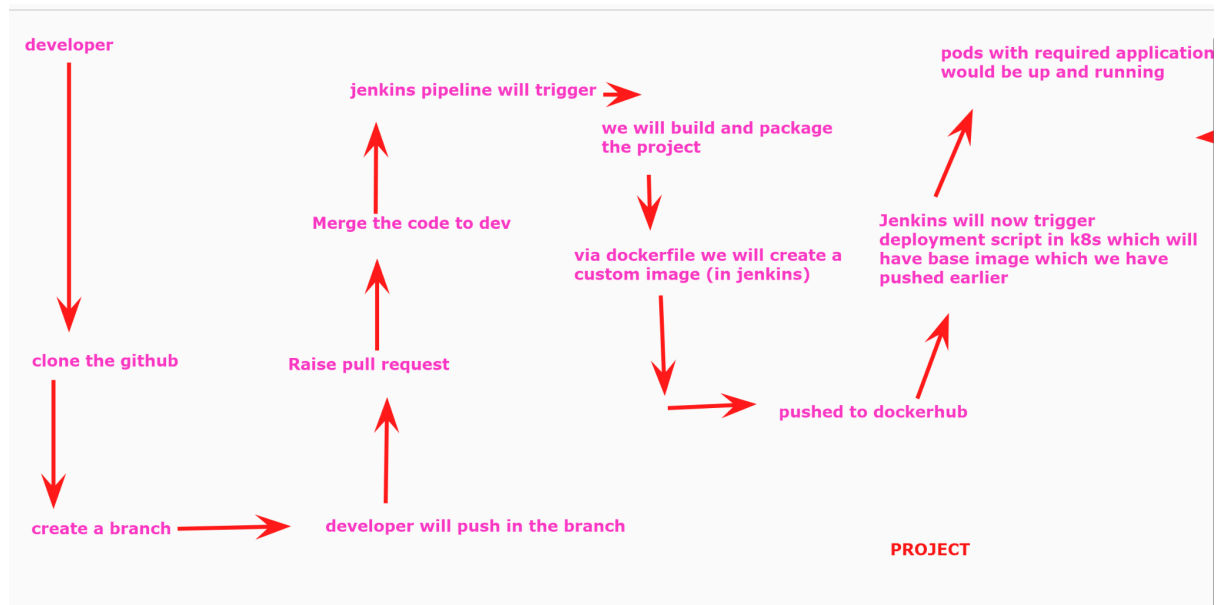 developer
clone the github
create a branch
developer will push in the branch
Raise pull request
Merge the code to dev
jenkins pipeline will trigger
we will build and package
the project
via dockerfile we will create a
custom image (in jenkins)
pushed to dockerhub
Jenkins will now trigger
deployment script in k8s which will
have base image which we have
pushed earlier
pods with required application
would be up and running
PROJECT